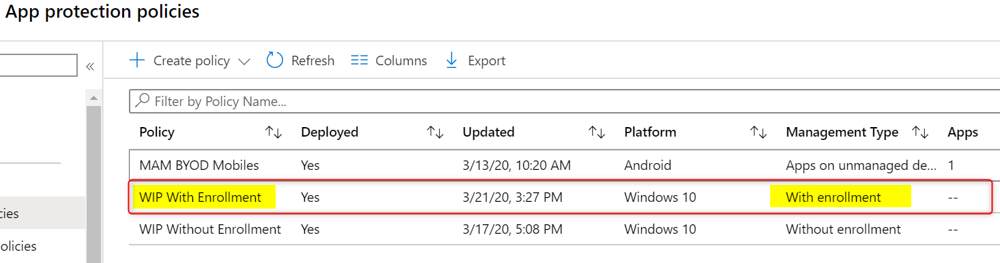 App protection policies
«
Create policy Refresh Columns Export
Filter by Policy Name...
Policy Deployed Updated Platform Management Type Apps
MAM BYOD Mobiles Yes 3/13/20, 10:20 AM Android Apps on unmanaged de... 1
WIP With Enrollment Yes 3/21/20, 3:27 PM Windows 10 With enrollment --
cies
WIP Without Enrollment Yes 3/17/20, 5:08 PM Windows 10 Without enrollment --
olicies